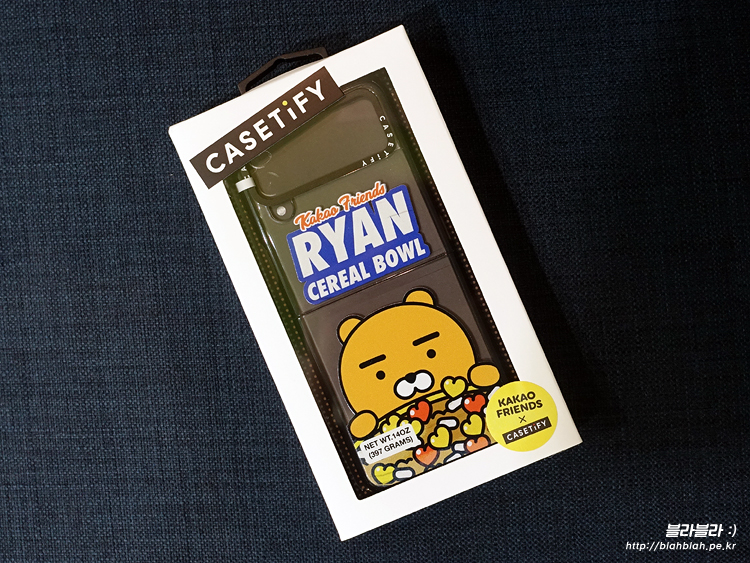 CASETiFY
CASETiFY
Kakao Friends
RYAN
CEREAL BOWL
NET WT.14OZ
(397 GRAMS)
KAKAO
FRIENDS
x
CASETiFY
블라블라 :)
http://blahblah.pe.kr